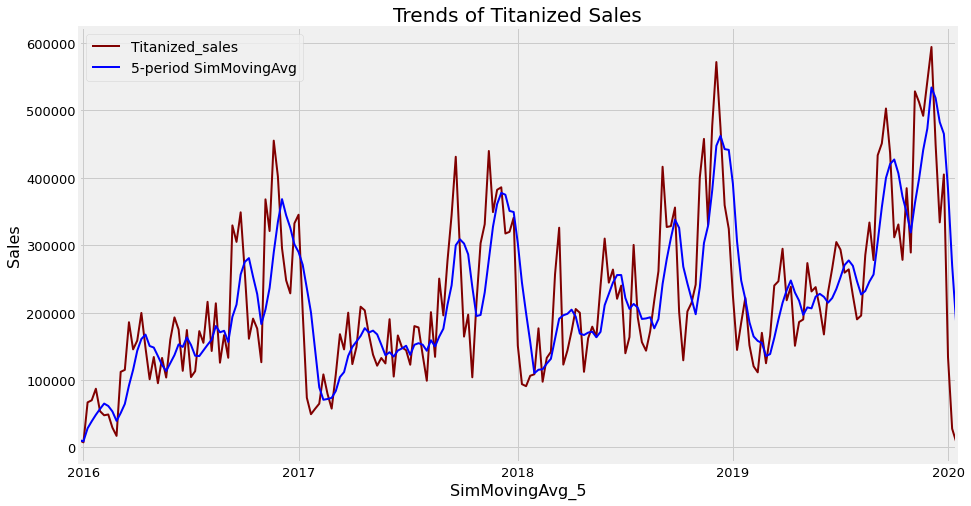 Trends of Titanized Sales
Titanized_sales
5-period SimMovingAvg
Sales
600000
500000
400000
300000
200000
100000
0
2016 2017 2018 2019 2020
SimMovingAvg_5